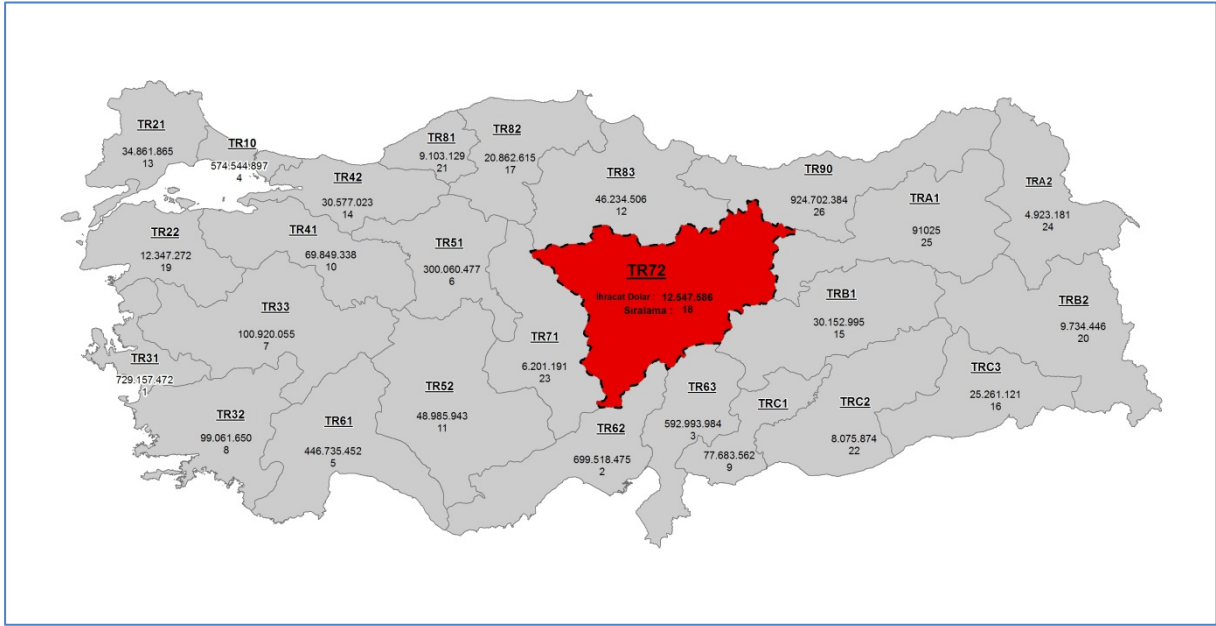 TR21
34.861.865
13
TR10
574.544.897
4
TR81
9.103.129
21
TR82
20.862.615
17
TR42
30.577.023
14
TR83
46.234.506
12
TR90
924.702.384
26
TRA1
91025
25
TRA2
4.923.181
24
TR22
12.347.272
19
TR41
69.849.338
10
TR51
300.060.477
6
TR72
İhracat Dolar : 12.547.586
Sıralama : 18
TRB1
30.152.995
15
TRB2
9.734.446
20
TR33
100.920.055
7
TR71
6.201.191
23
TR31
729.157.472
1
TR52
48.985.943
11
TR63
592.993.984
3
TRC1
77.683.562
9
TRC2
8.075.874
22
TRC3
25.261.121
16
TR32
99.061.650
8
TR61
446.735.452
5
TR62
699.518.475
2